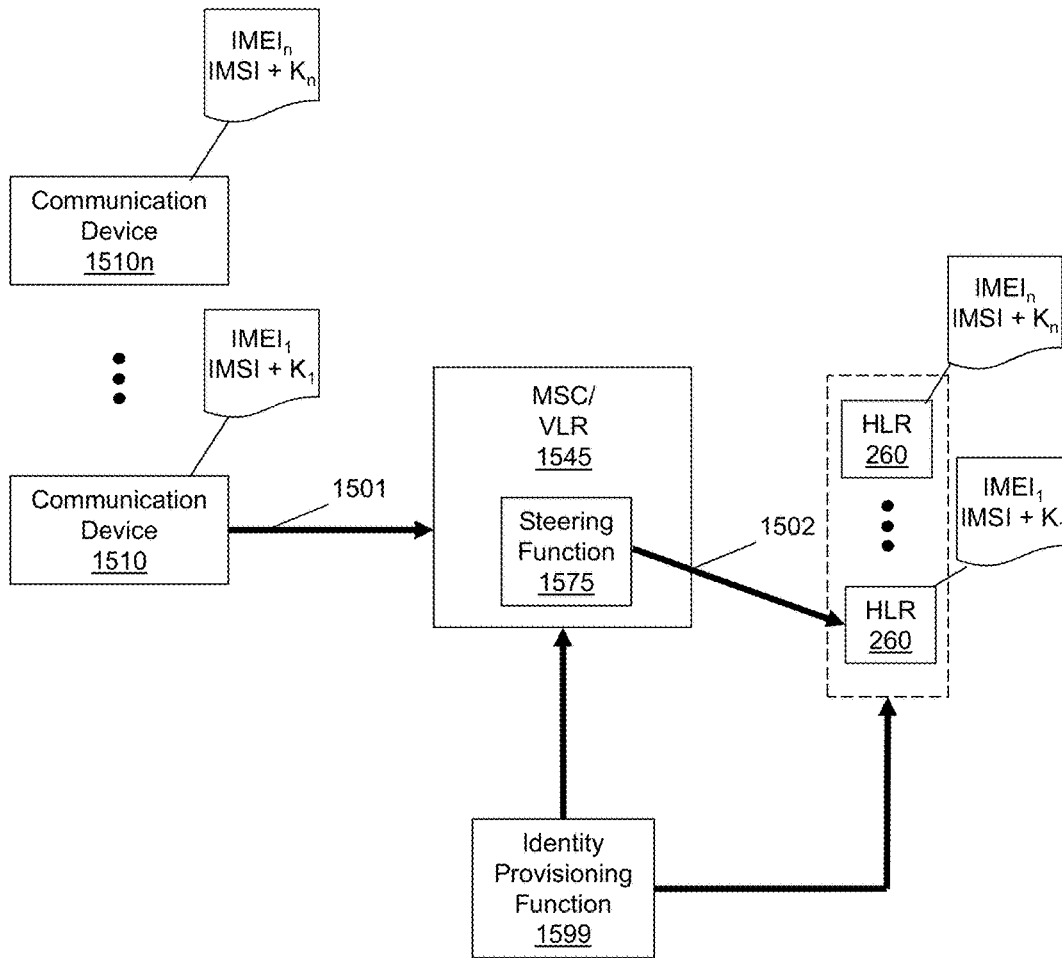 IMEIn
IMSI + Kn
Communication
Device
1510n
IMEI1
IMSI + K1
Communication
Device
1510
1501
MSC/
VLR
1545
Steering
Function
1575
1502
IMEIn
IMSI + Kn
HLR
260
IMEI1
IMSI + K
HLR
260
Identity
Provisioning
Function
1599